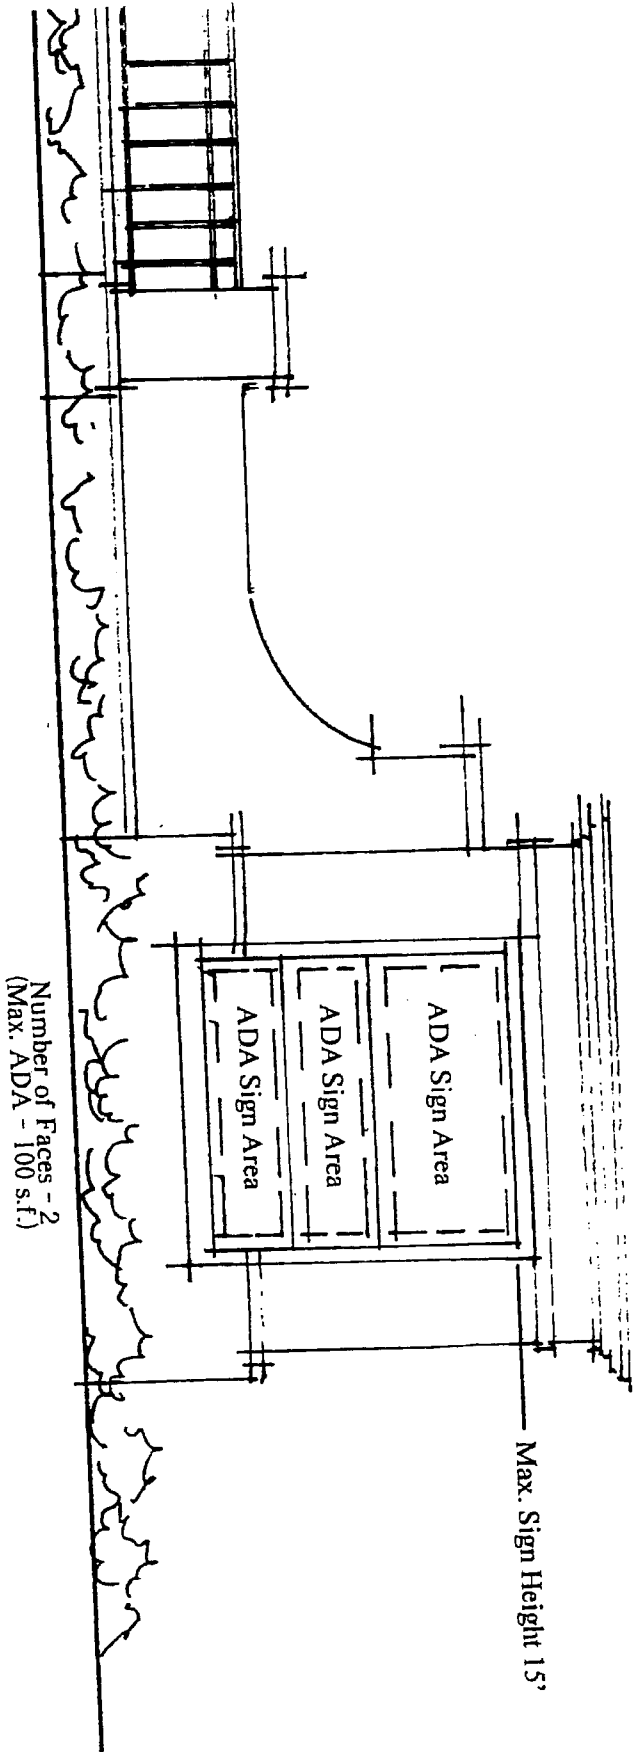 Max. Sign Height 15'
ADA Sign Area
ADA Sign Area
ADA Sign Area
Number of Faces - 2
(Max. ADA - 100 s.f.)